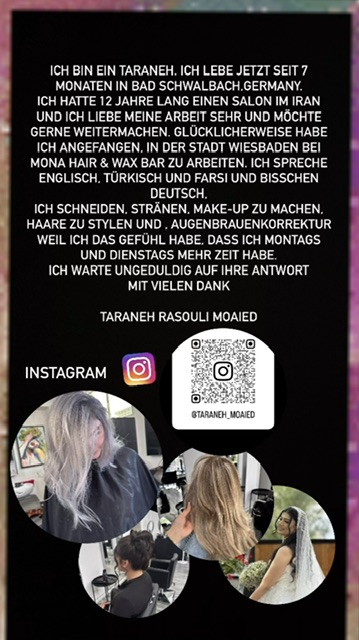 ICH BIN EIN TARANEH. ICH LEBE JETZT SEIT 7
MONATEN IN BAD SCHWALBACH,GERMANY.
ICH HATTE 12 JAHRE LANG EINEN SALON IM IRAN
UND ICH LIEBE MEINE ARBEIT SEHR UND MÖCHTE
GERNE WEITERMACHEN. GLÜCKLICHERWEISE HABE
ICH ANGEFANGEN, IN DER STADT WIESBADEN BEI
MONA HAIR & WAX BAR ZU ARBEITEN. ICH SPRECHE
ENGLISCH, TÜRKISCH UND FARSI UND BISSCHEN
DEUTSCH,
ICH SCHNEIDEN, STRÄNEN, MAKE-UP ZU MACHEN,
HAARE ZU STYLEN UND , AUGENBRAUENKORREKTUR
WEIL ICH DAS GEFÜHL HABE, DASS ICH MONTAGS
UND DIENSTAGS MEHR ZEIT HABE.
ICH WARTE UNGEDULDIG AUF IHRE ANTWORT
MIT VIELEN DANK
TARANEH RASOULI MOAIED
INSTAGRAM
@TARANEH_MOAIED